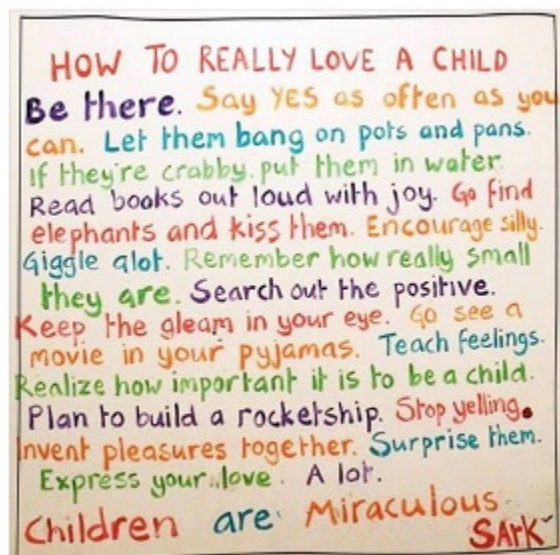 HOW TO REALLY LOVE A CHILD
Be there. Say YES as often as you
can. Let them bang on pots and pans.
If they're crabby, put them in water.
Read books out loud with joy. Go find
elephants and kiss them. Encourage silly.
Giggle alot. Remember how really small
they are. Search out the positive.
Keep the gleam in your eye. Go see a
movie in your pyjamas. Teach feelings.
Realize how important it is to be a child.
Plan to build a rocketship. Stop yelling.
Invent pleasures together. Surprise them.
Express your love. A lot.
Children are Miraculous
SARK